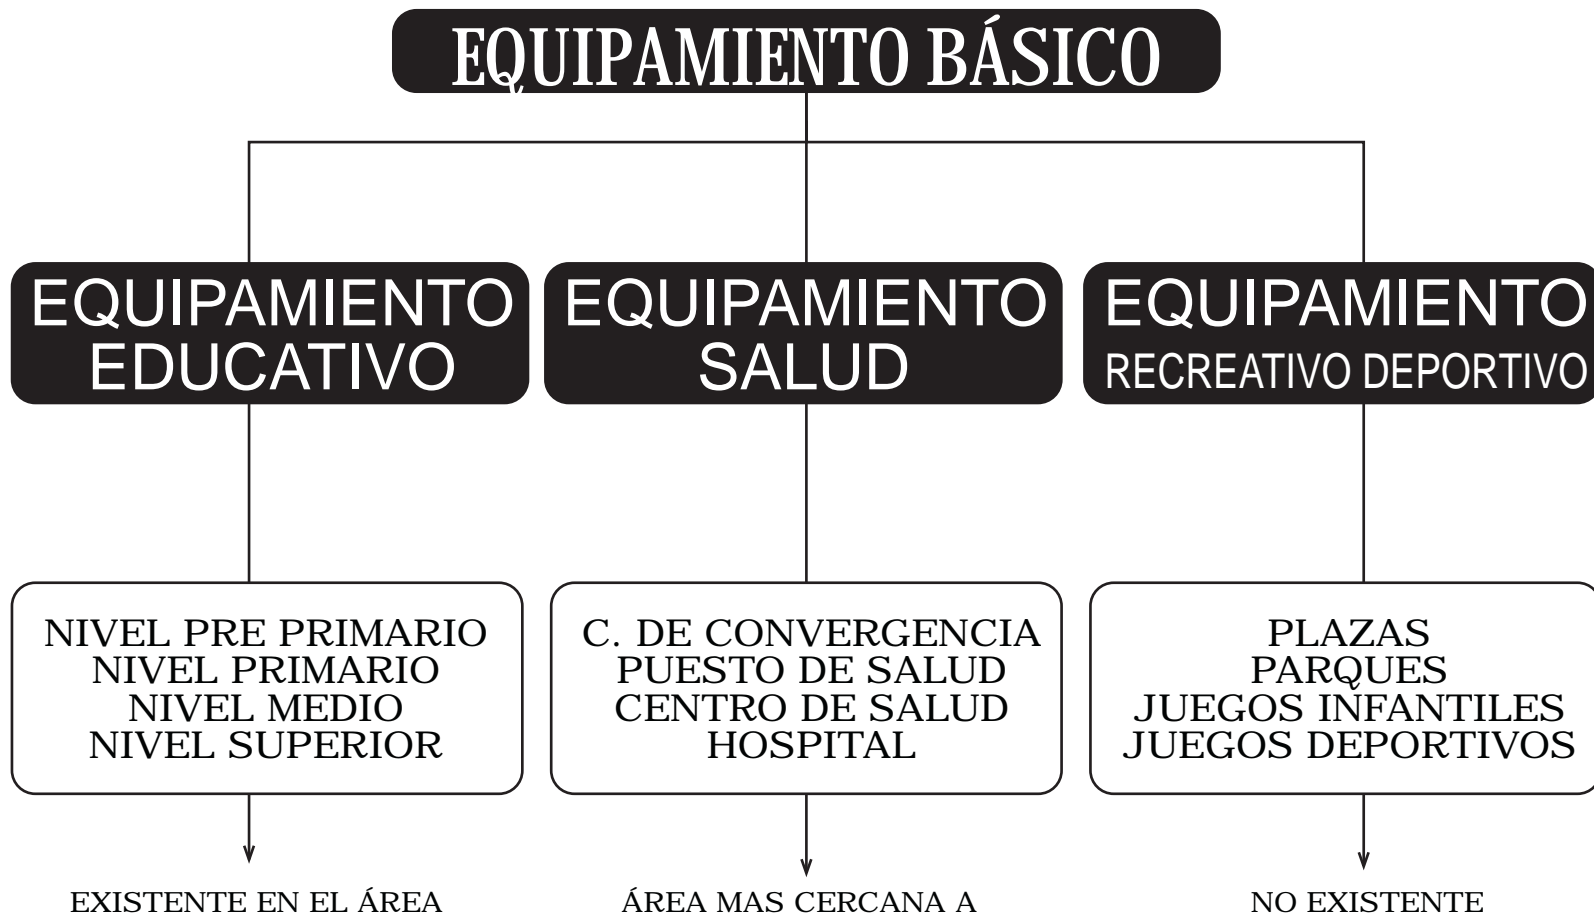 EQUIPAMIENTO BÁSICO
EQUIPAMIENTO
EDUCATIVO
EQUIPAMIENTO
SALUD
EQUIPAMIENTO
RECREATIVO DEPORTIVO
NIVEL PRE PRIMARIO
NIVEL PRIMARIO
NIVEL MEDIO
NIVEL SUPERIOR
C. DE CONVERGENCIA
PUESTO DE SALUD
CENTRO DE SALUD
HOSPITAL
PLAZAS
PARQUES
JUEGOS INFANTILES
JUEGOS DEPORTIVOS
EXISTENTE EN EL ÁREA
ÁREA MAS CERCANA A
NO EXISTENTE